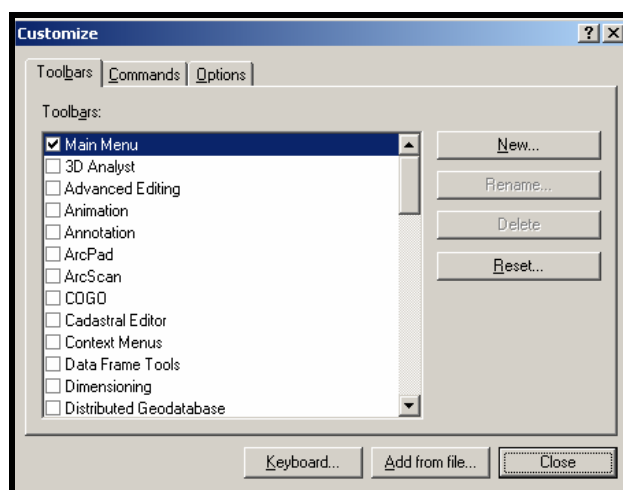 Customize
Toolbars Commands Options
Toolbars:
Main Menu
3D Analyst
Advanced Editing
Animation
Annotation
ArcPad
ArcScan
COGO
Cadastral Editor
Context Menus
Data Frame Tools
Dimensioning
Distributed Geodatabase
New...
Rename...
Delete
Reset...
Keyboard... Add from file... Close